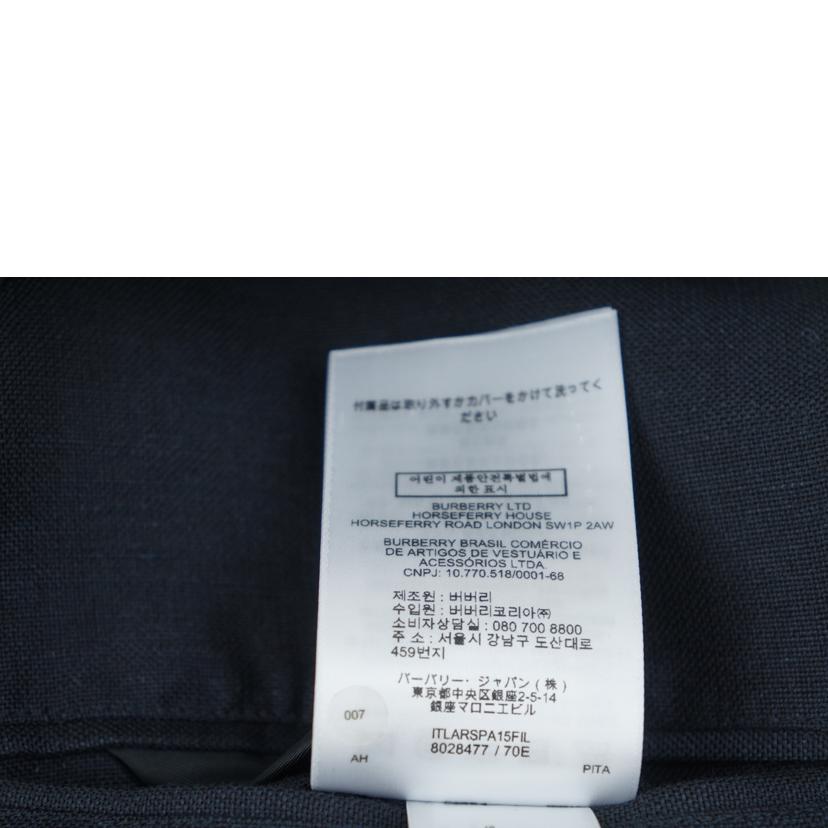 付属品は取り外すかカバーをかけて洗ってく
ださい
어린이 제품안전특별법에
의한 표시
BURBERRY LTD
HORSEFERRY HOUSE
HORSEFERRY ROAD LONDON SW1P 2AW
BURBERRY BRASIL COMÉRCIO
DE ARTIGOS DE VESTUÁRIO E
ACESSÓRIOS LTDA.
CNPJ: 10.770.518/0001-68
제조원 : 버버리
수입원 : 버버리코리아㈜
소비자상담실 : 080 700 8800
주 소 : 서울시 강남구 도산대로
459번지
バーバリー・ジャパン(株)
東京都中央区銀座2-5-14
銀座マロニエビル
007
ITLARSPA15FIL
8028477 / 70E
AH
PITA